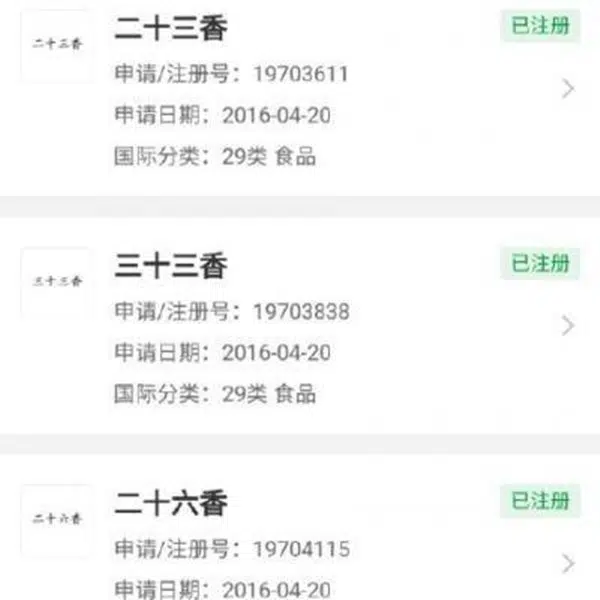 二十三香
二十三香
已注册
申请/注册号：19703611
申请日期：2016-04-20
国际分类：29类 食品
三十三香
三十三香
已注册
申请/注册号：19703838
申请日期：2016-04-20
国际分类：29类 食品
二十六香
二十六香
已注册
申请/注册号：19704115
申请日期：2016-04-20